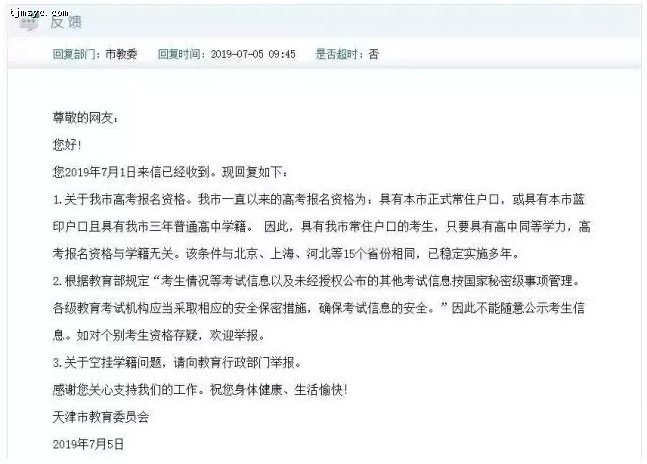 tjmsyz.com
反馈
回复部门：市教委 回复时间：2019-07-05 09:45 是否超时：否
尊敬的网友：
您好！
您2019年7月1日来信已经收到。现回复如下：
1.关于我市高考报名资格。我市一直以来的高考报名资格为：具有本市正式常住户口，或具有本市蓝
印户口且具有我市三年普通高中学籍。 因此，具有我市常住户口的考生，只要具有高中同等学力，高
考报名资格与学籍无关。该条件与北京、上海、河北等15个省份相同，已稳定实施多年。
2.根据教育部规定“考生情况等考试信息以及未经授权公布的其他考试信息按国家秘密级事项管理。
各级教育考试机构应当采取相应的安全保密措施，确保考试信息的安全。”因此不能随意公示考生信
息。如对个别考生资格存疑，欢迎举报。
3.关于空挂学籍问题，请向教育行政部门举报。
感谢您关心支持我们的工作。祝您身体健康、生活愉快！
天津市教育委员会
2019年7月5日